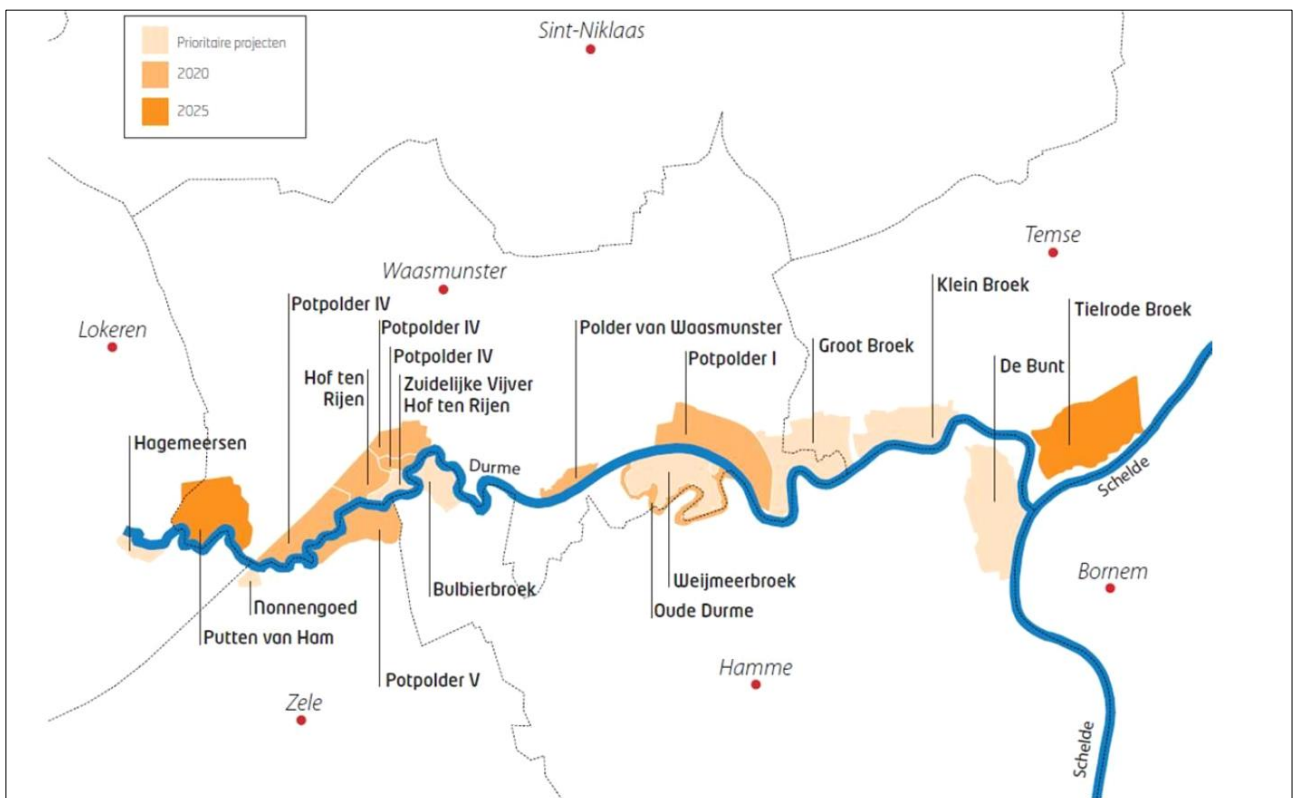 Prioritaire projecten
2020
2025
Sint-Niklaas
Temse
Waasmunster
Klein Broek
Potpolder IV
Tielrode Broek
Lokeren
Potpolder IV
Polder van Waasmunster
Groot Broek
Potpolder IV
Potpolder I
De Bunt
Hof ten
Rijen
Zuidelijke Vijver
Hof ten Rijen
Hagemeersen
Durme
Schelde
Bornem
Nonnengoed
Bulbierbroek
Weijmeerbroek
Oude Durme
Putten van Ham
Hamme
Potpolder V
Zele
Schelde